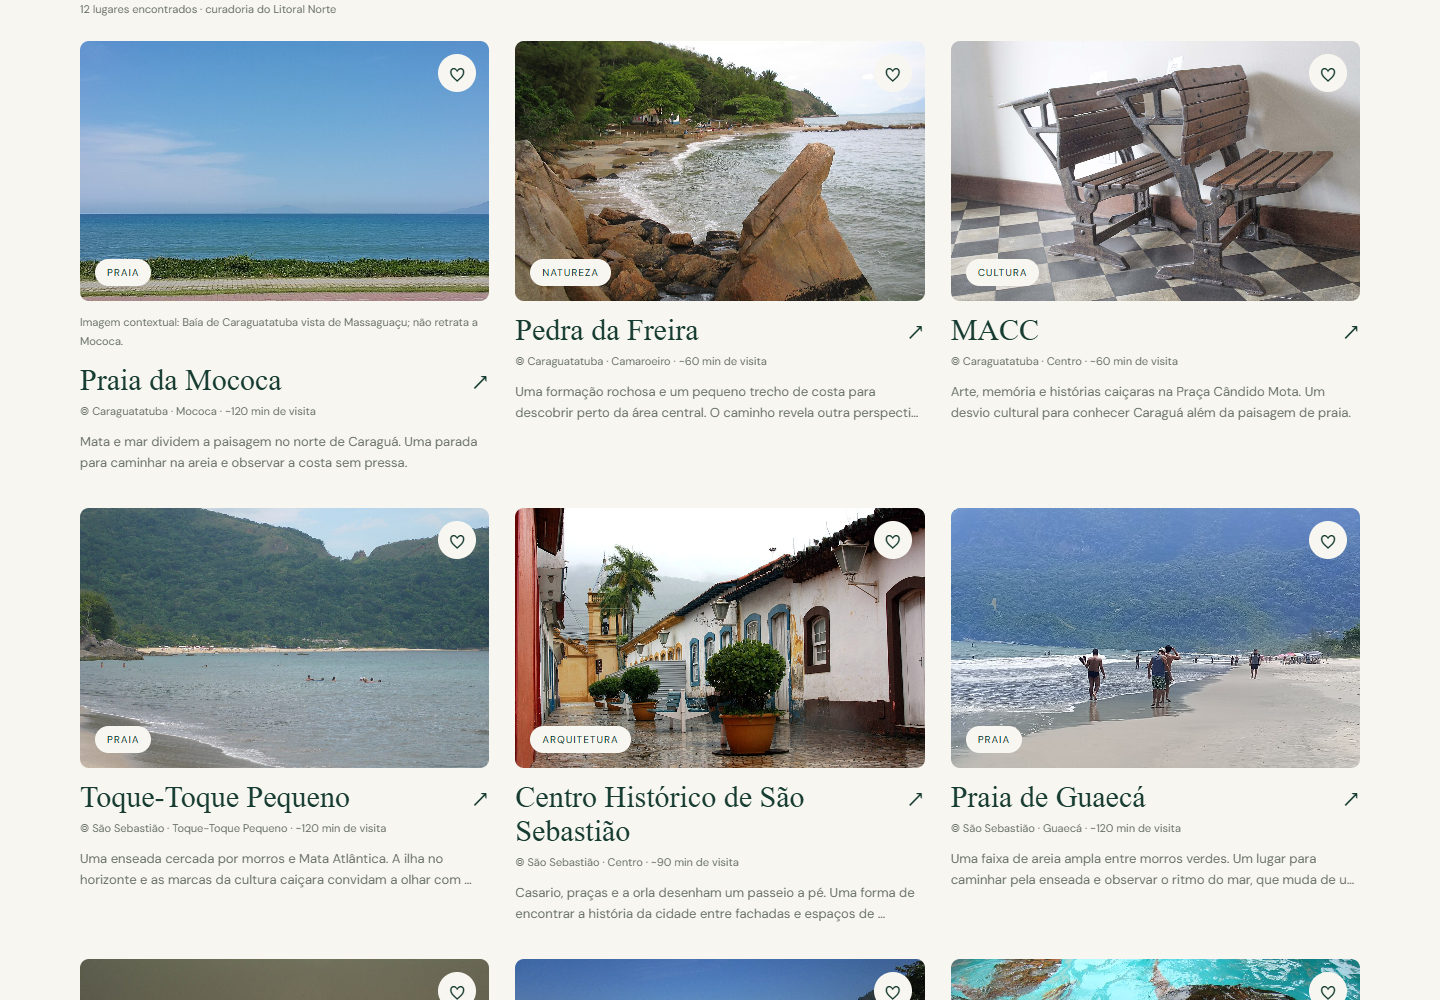 12 lugares encontrados · curadoria do Litoral Norte
PRAIA
NATUREZA
CULTURA
Imagem contextual: Baía de Caraguatatuba vista de Massaguaçu; não retrata a
Mococa.
Praia da Mococa
Caraguatatuba · Mococa · ~120 min de visita
Mata e mar dividem a paisagem no norte de Caraguá. Uma parada
para caminhar na areia e observar a costa sem pressa.
Pedra da Freira
Caraguatatuba · Camaroeiro · ~60 min de visita
Uma formação rochosa e um pequeno trecho de costa para
descobrir perto da área central. O caminho revela outra perspecti...
MACC
Caraguatatuba · Centro · ~60 min de visita
Arte, memória e histórias caiçaras na Praça Cândido Mota. Um
desvio cultural para conhecer Caraguá além da paisagem de praia.
PRAIA
ARQUITETURA
PRAIA
Toque-Toque Pequeno
São Sebastião · Toque-Toque Pequeno · ~120 min de visita
Uma enseada cercada por morros e Mata Atlântica. A ilha no
horizonte e as marcas da cultura caiçara convidam a olhar com ...
Centro Histórico de São
Sebastião
São Sebastião · Centro · ~90 min de visita
Casario, praças e a orla desenham um passeio a pé. Uma forma de
encontrar a história da cidade entre fachadas e espaços de ...
Praia de Guaecá
São Sebastião · Guaecá · ~120 min de visita
Uma faixa de areia ampla entre morros verdes. Um lugar para
caminhar pela enseada e observar o ritmo do mar, que muda de u...